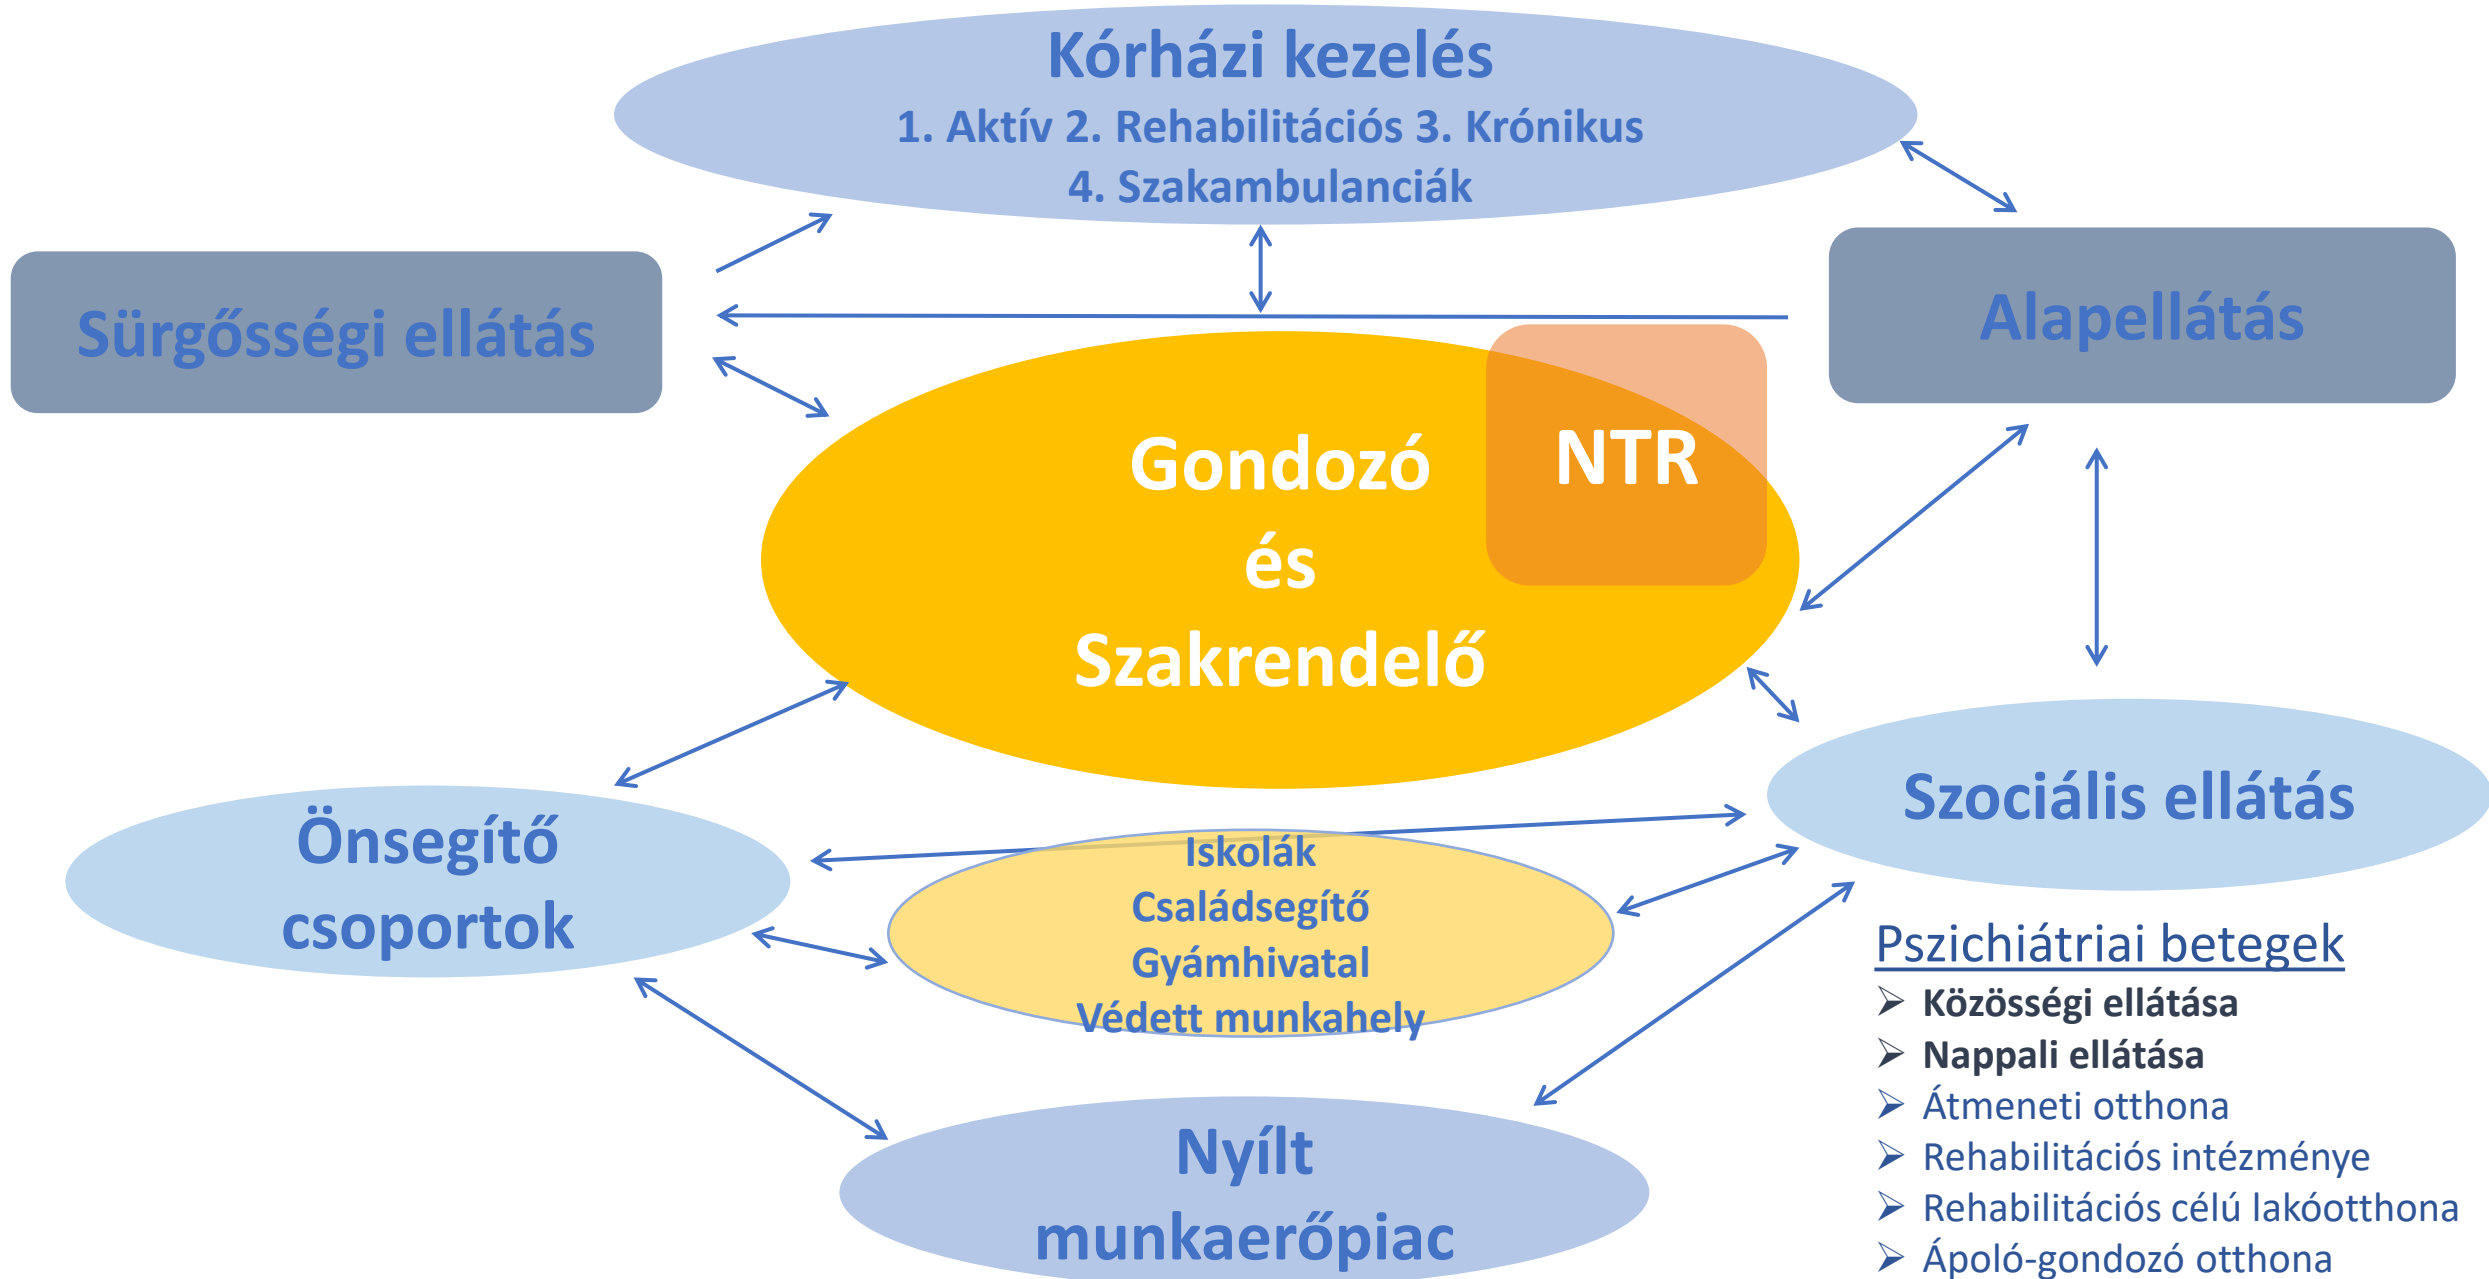 Kórházi kezelés
1. Aktív 2. Rehabilitációs 3. Krónikus
4. Szakambulanciák
Sürgősségi ellátás
Alapellátás
NTR
Gondozó
és
Szakrendelő
Önsegítő
csoportok
Szociális ellátás
Iskolák
Családsegítő
Gyámhivatal
Védett munkahely
Pszichiátriai betegek
➢ Közösségi ellátása
➢ Nappali ellátása
➢ Átmeneti otthona
➢ Rehabilitációs intézménye
➢ Rehabilitációs célú lakóotthona
➢ Ápoló-gondozó otthona
Nyílt
munkaerőpiac